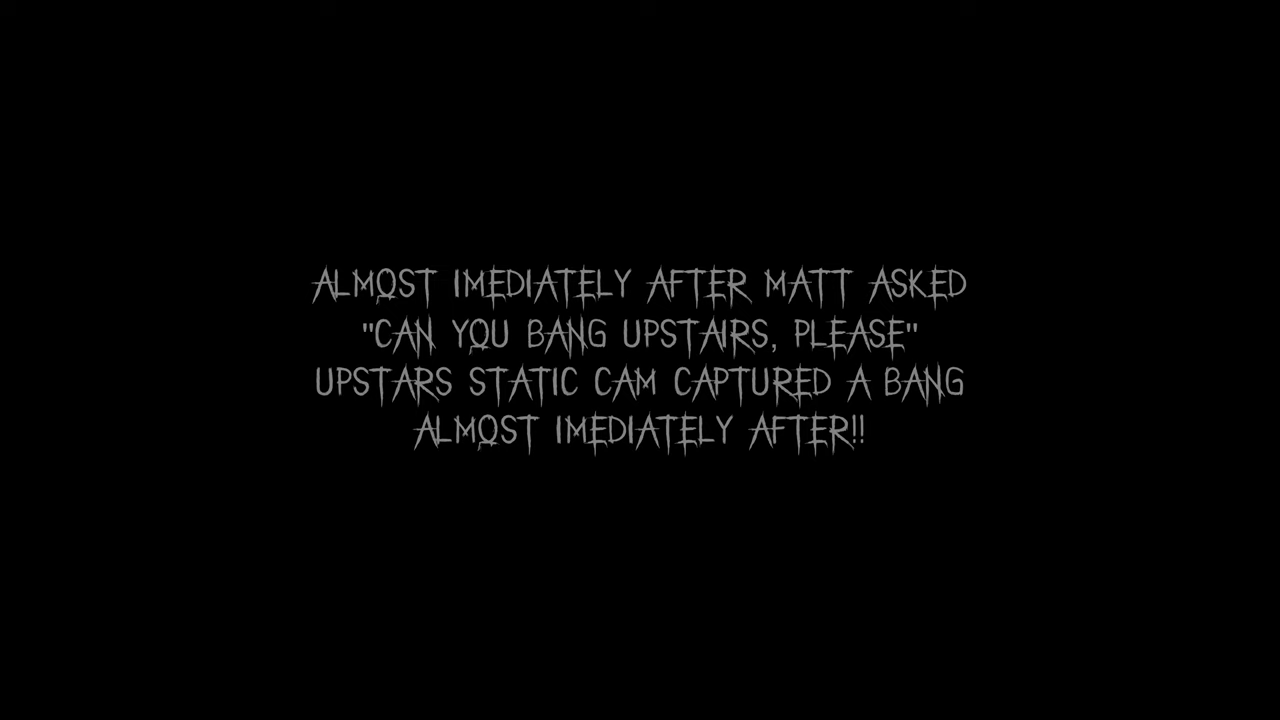 ALMOST IMEDIATELY AFTER MATT ASKED
"CAN YOU BANG UPSTAIRS, PLEASE"
UPSTARS STATIC CAM CAPTURED A BANG
ALMOST IMEDIATELY AFTER!!